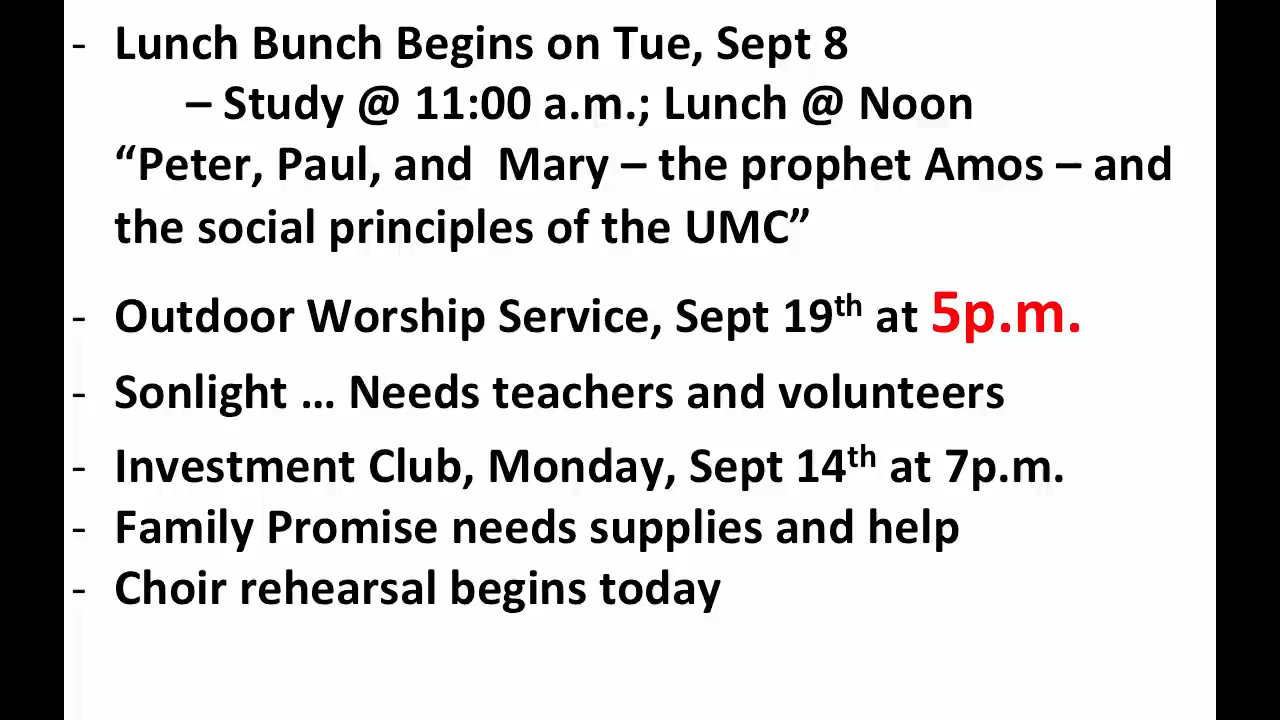 - Lunch Bunch Begins on Tue, Sept 8
– Study @ 11:00 a.m.; Lunch @ Noon
“Peter, Paul, and  Mary – the prophet Amos – and
the social principles of the UMC”
- Outdoor Worship Service, Sept 19th at 5p.m.
- Sonlight … Needs teachers and volunteers
- Investment Club, Monday, Sept 14th at 7p.m.
- Family Promise needs supplies and help
- Choir rehearsal begins today